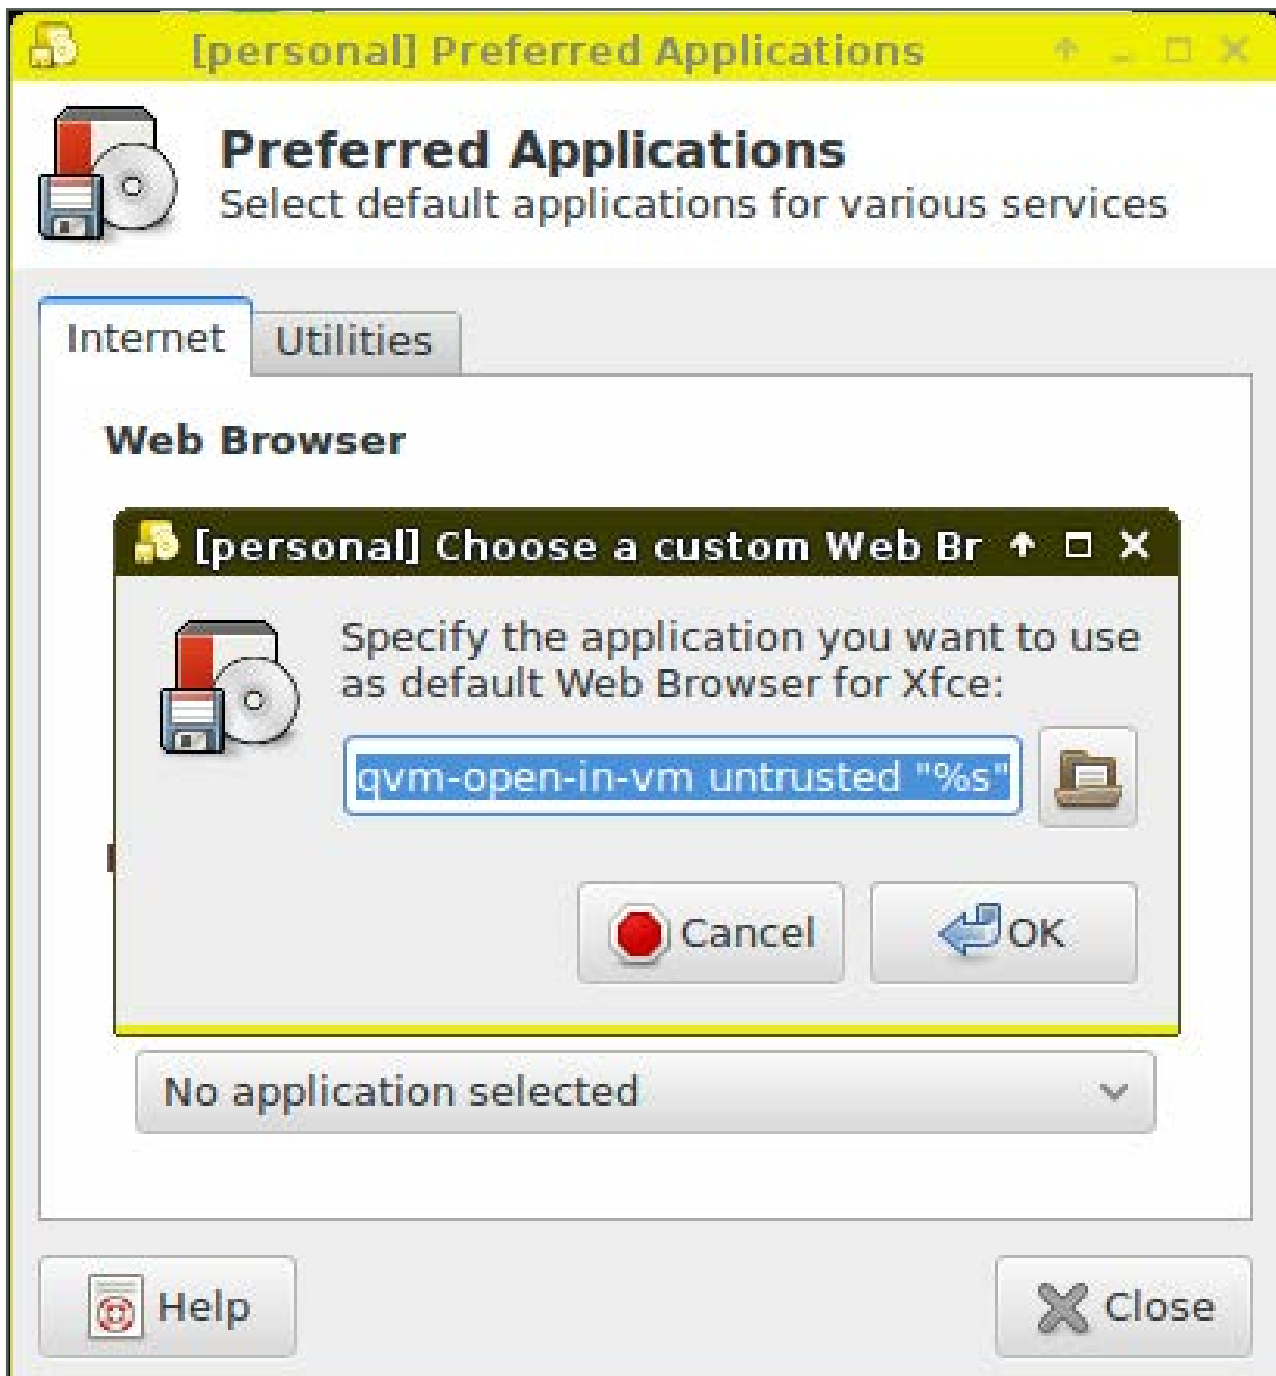 [personal] Preferred Applications
Preferred Applications
Select default applications for various services
Internet
Utilities
Web Browser
[personal] Choose a custom Web Br
Specify the application you want to use
as default Web Browser for Xfce:
qvm-open-in-vm untrusted "%s"
Cancel
OK
No application selected
Help
Close